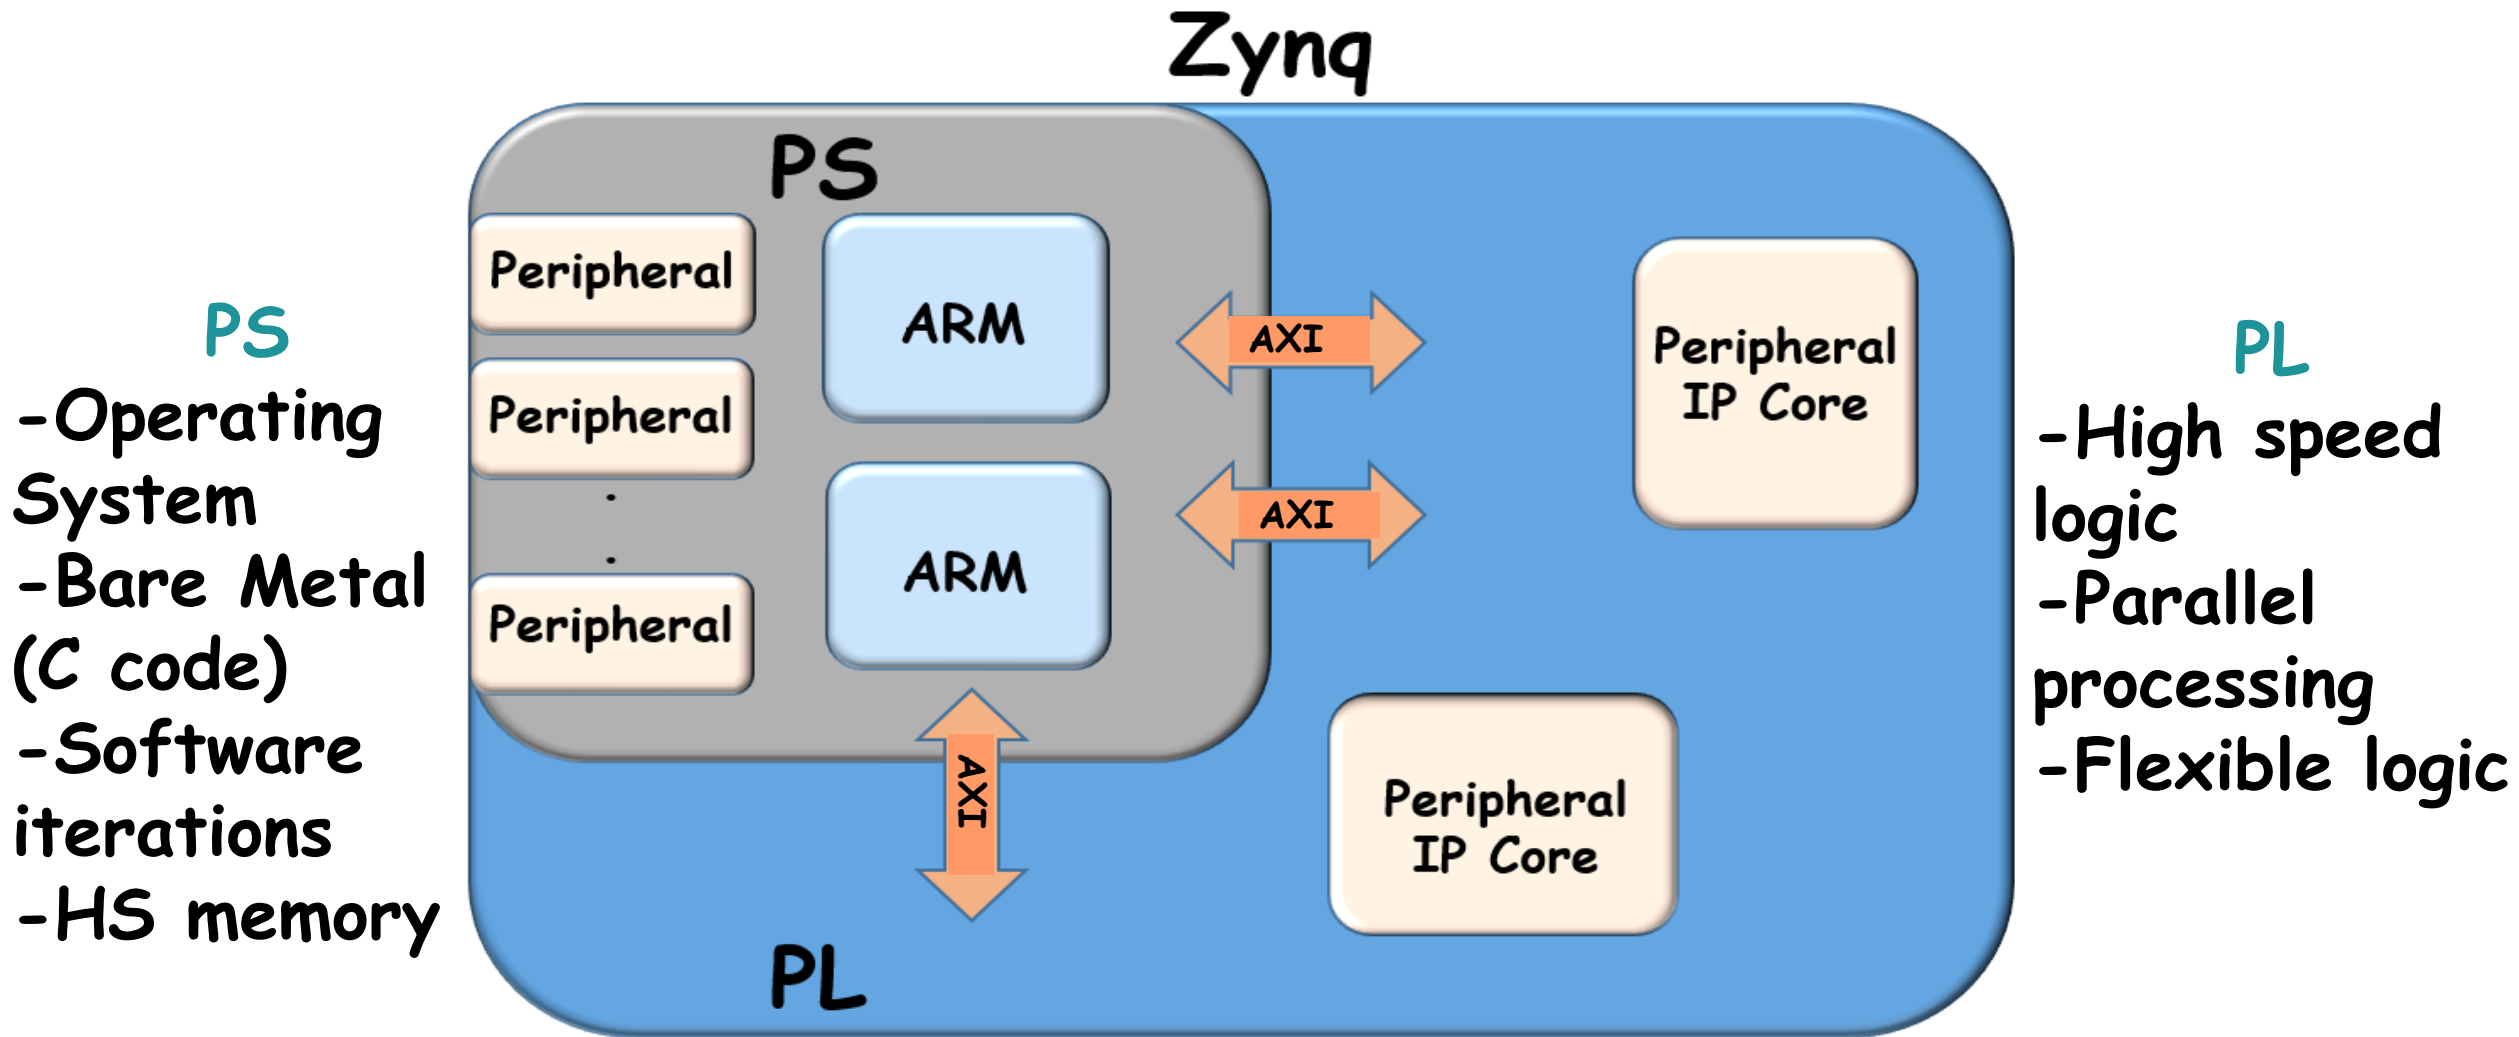 Zynq
PS
-Operating
System
-Bare Metal
(C code)
-Software
iterations
-HS memory
PS
Peripheral
Peripheral
.
.
Peripheral
ARM
ARM
AXI
AXI
AXI
PL
Peripheral
IP Core
Peripheral
IP Core
PL
-High speed
logic
-Parallel
processing
-Flexible logic